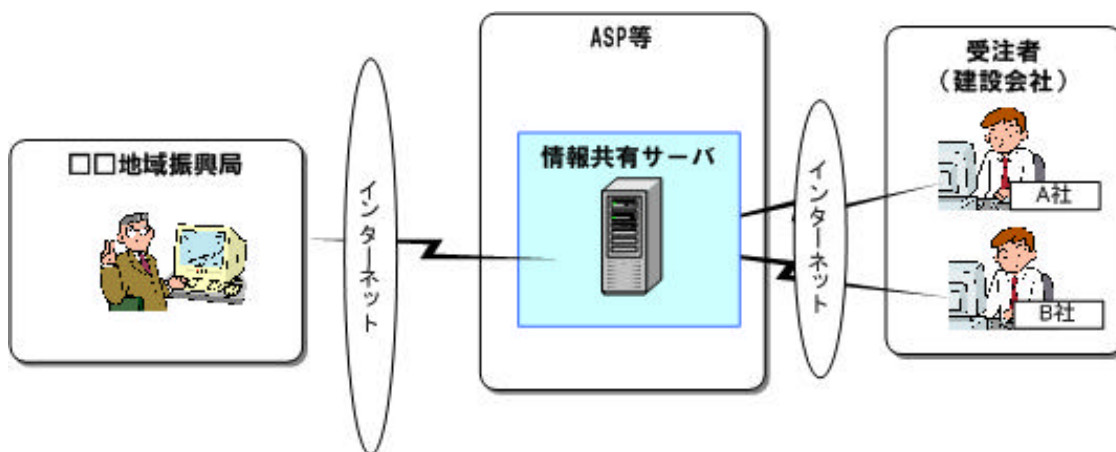 □□地域振興局
インターネット
ASP等
情報共有サーバ
インターネット
受注者
(建設会社)
A社
B社